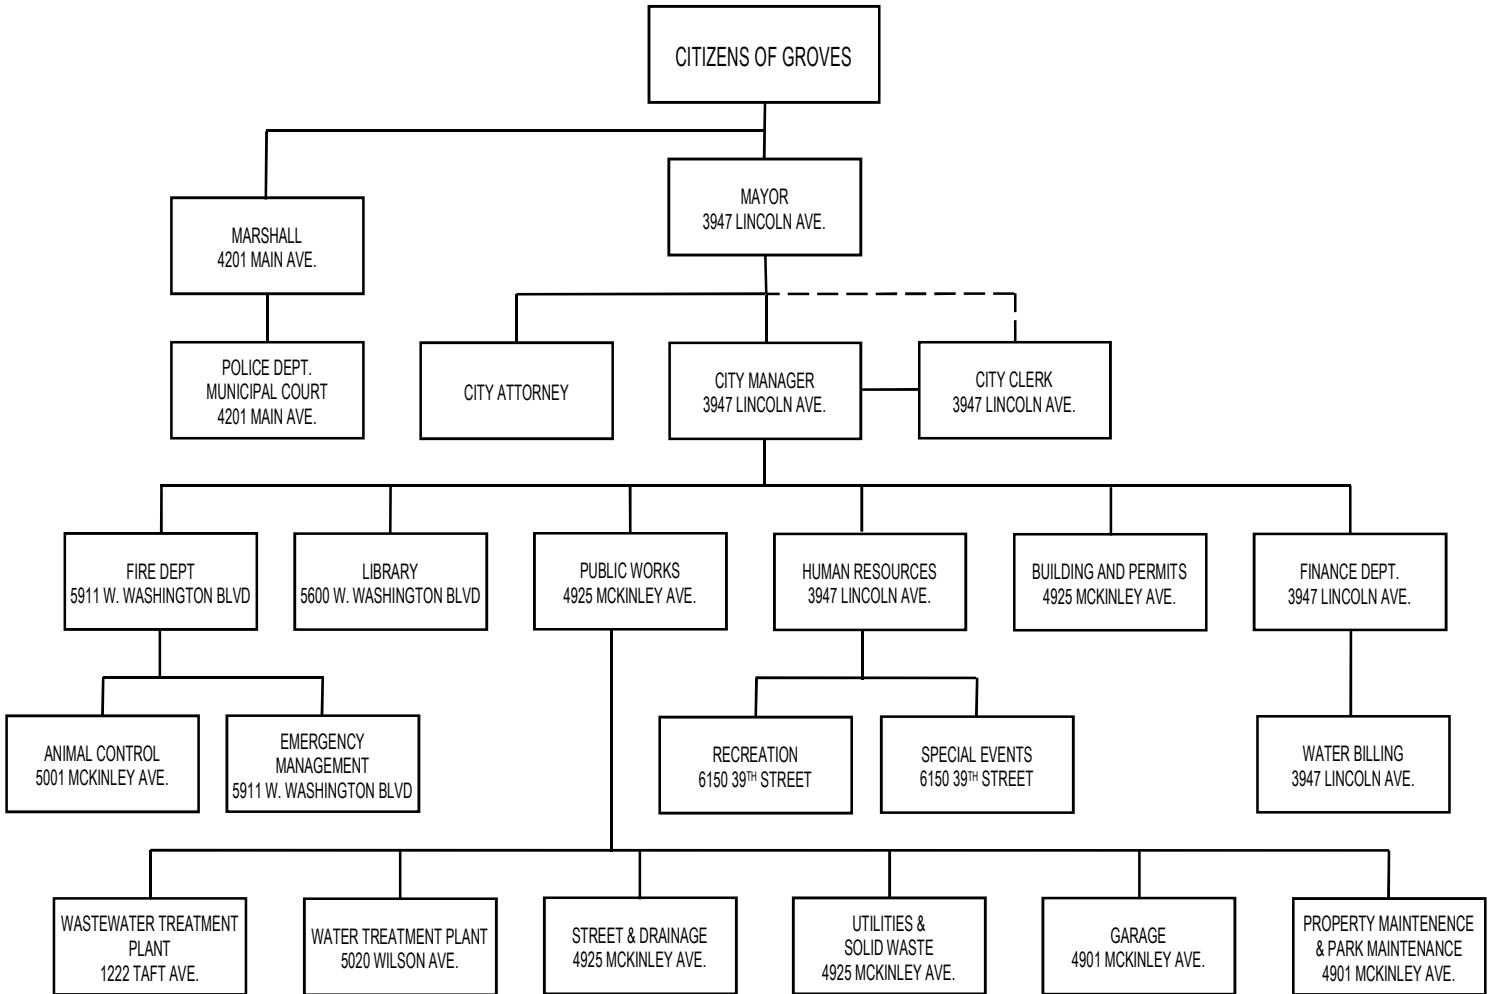 CITIZENS OF GROVES
MAYOR
3947 LINCOLN AVE.
MARSHALL
4201 MAIN AVE.
POLICE DEPT.
MUNICIPAL COURT
4201 MAIN AVE.
CITY ATTORNEY
CITY MANAGER
3947 LINCOLN AVE.
CITY CLERK
3947 LINCOLN AVE.
FIRE DEPT
5911 W. WASHINGTON BLVD
LIBRARY
5600 W. WASHINGTON BLVD
PUBLIC WORKS
4925 MCKINLEY AVE.
HUMAN RESOURCES
3947 LINCOLN AVE.
BUILDING AND PERMITS
4925 MCKINLEY AVE.
FINANCE DEPT.
3947 LINCOLN AVE.
ANIMAL CONTROL
5001 MCKINLEY AVE.
EMERGENCY
MANAGEMENT
5911 W. WASHINGTON BLVD
RECREATION
6150 39TH STREET
SPECIAL EVENTS
6150 39TH STREET
WATER BILLING
3947 LINCOLN AVE.
WASTEWATER TREATMENT
PLANT
1222 TAFT AVE.
WATER TREATMENT PLANT
5020 WILSON AVE.
STREET & DRAINAGE
4925 MCKINLEY AVE.
UTILITIES &
SOLID WASTE
4925 MCKINLEY AVE.
GARAGE
4901 MCKINLEY AVE.
PROPERTY MAINTENENCE
& PARK MAINTENANCE
4901 MCKINLEY AVE.